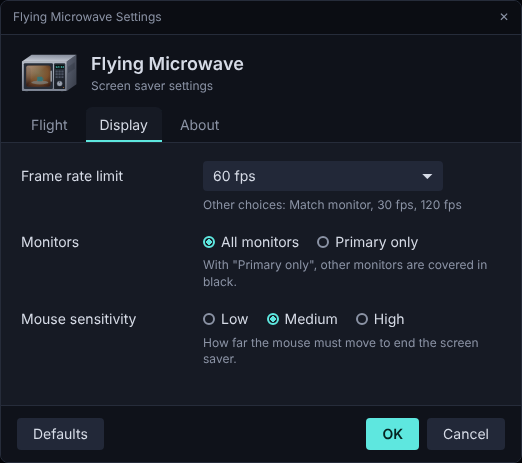 Flying Microwave Settings ×
Flying Microwave
Screen saver settings
Flight Display About
Frame rate limit 60 fps
Other choices: Match monitor, 30 fps, 120 fps
Monitors All monitors Primary only
With "Primary only", other monitors are covered in
black.
Mouse sensitivity Low Medium High
How far the mouse must move to end the screen
saver.
Defaults OK Cancel